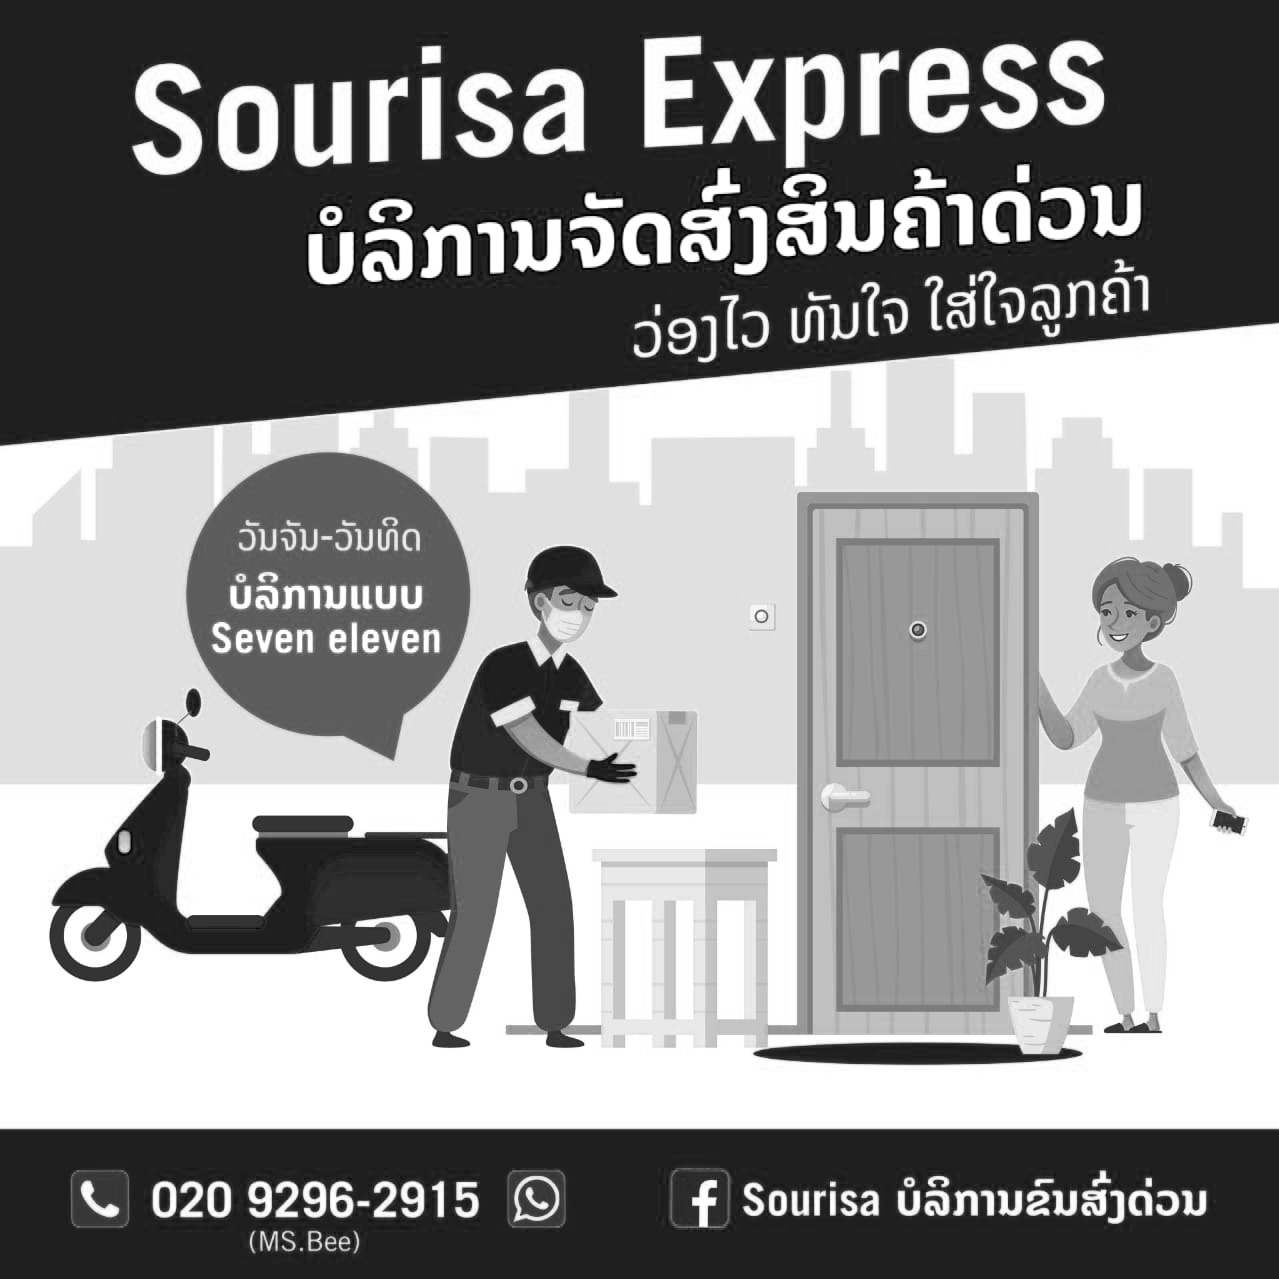 Sourisa Express
ບໍລິການຈັດສົ່ງສິນຄ້າດ່ວນ
ວ່ອງໄວ ທັນໃຈ ໃສ່ໃຈລູກຄ້າ
ວັນຈັນ-ວັນທິດ
ບໍລິການແບບ
Seven eleven
020 9296-2915
(MS.Bee)
Sourisa ບໍລິການຂົນສົ່ງດ່ວນ